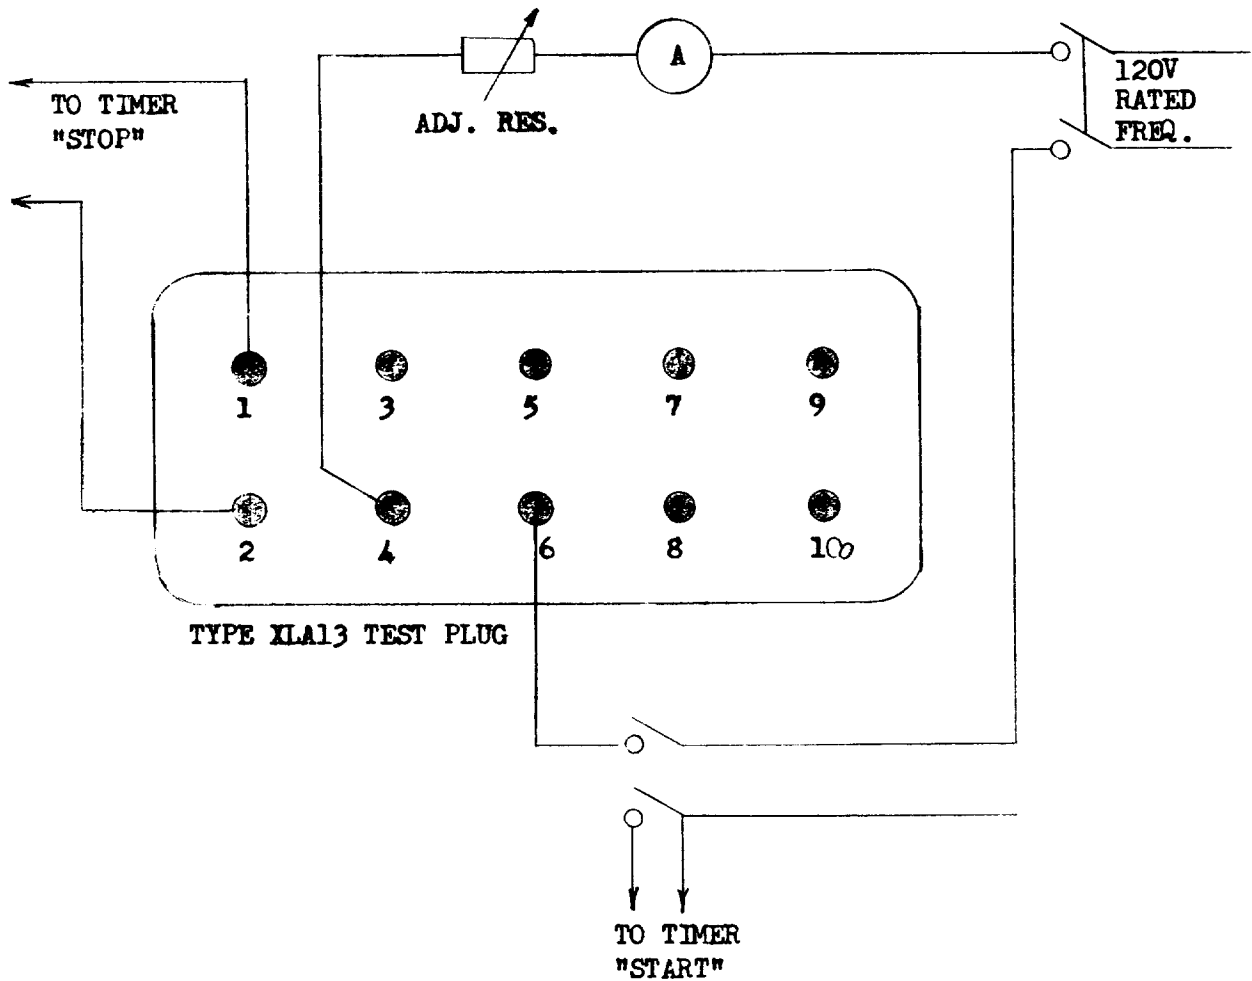 A
120V
RATED
FREQ.
TO TIMER
"STOP"
ADJ. RES.
1
3
5
7
9
2
4
6
8
10
TYPE XLA13 TEST PLUG
TO TIMER
"START"